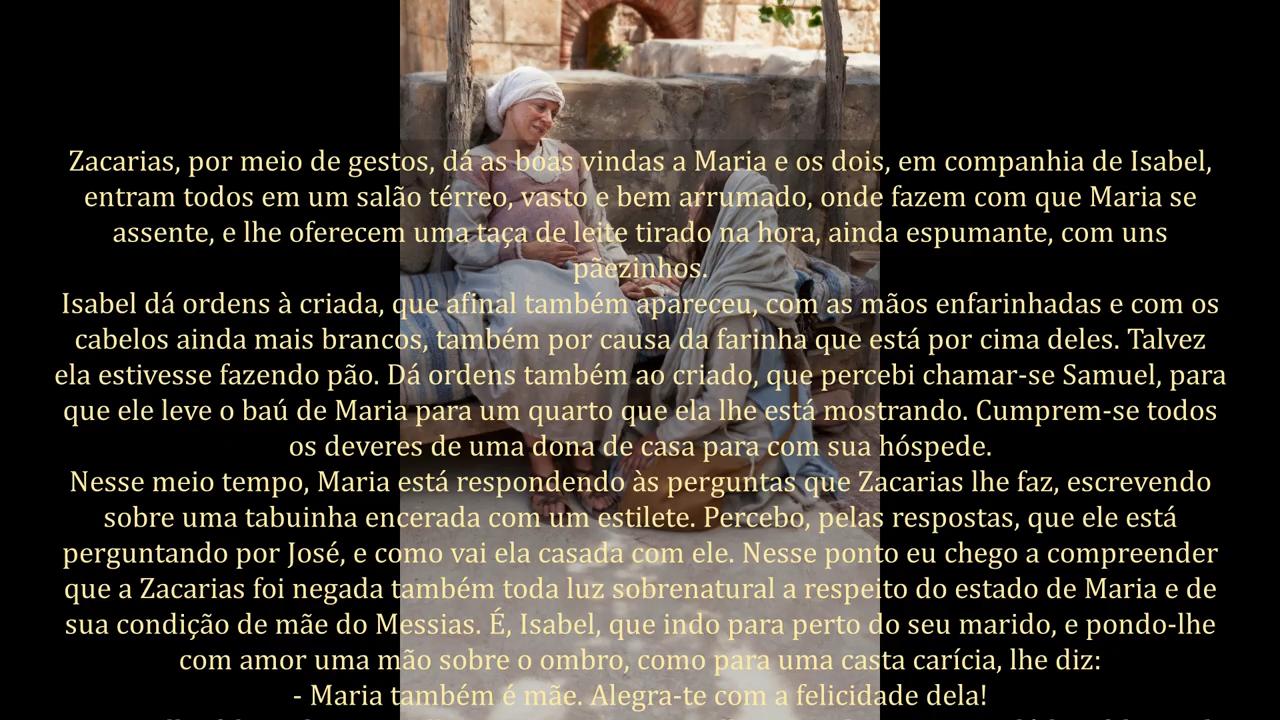 Zacarias, por meio de gestos, dá as boas vindas a Maria e os dois, em companhia de Isabel,
entram todos em um salão térreo, vasto e bem arrumado, onde fazem com que Maria se
assente, e lhe oferecem uma taça de leite tirado na hora, ainda espumante, com uns
pãezinhos.
Isabel dá ordens à criada, que afinal também apareceu, com as mãos enfarinhadas e com os
cabelos ainda mais brancos, também por causa da farinha que está por cima deles. Talvez
ela estivesse fazendo pão. Dá ordens também ao criado, que percebi chamar-se Samuel, para
que ele leve o baú de Maria para um quarto que ela lhe está mostrando. Cumprem-se todos
os deveres de uma dona de casa para com sua hóspede.
Nesse meio tempo, Maria está respondendo às perguntas que Zacarias lhe faz, escrevendo
sobre uma tabuinha encerada com um estilete. Percebo, pelas respostas, que ele está
perguntando por José, e como vai ela casada com ele. Nesse ponto eu chego a compreender
que a Zacarias foi negada também toda luz sobrenatural a respeito do estado de Maria e de
sua condição de mãe do Messias. É, Isabel, que indo para perto do seu marido, e pondo-lhe
com amor uma mão sobre o ombro, como para uma casta carícia, lhe diz:
- Maria também é mãe. Alegra-te com a felicidade dela!